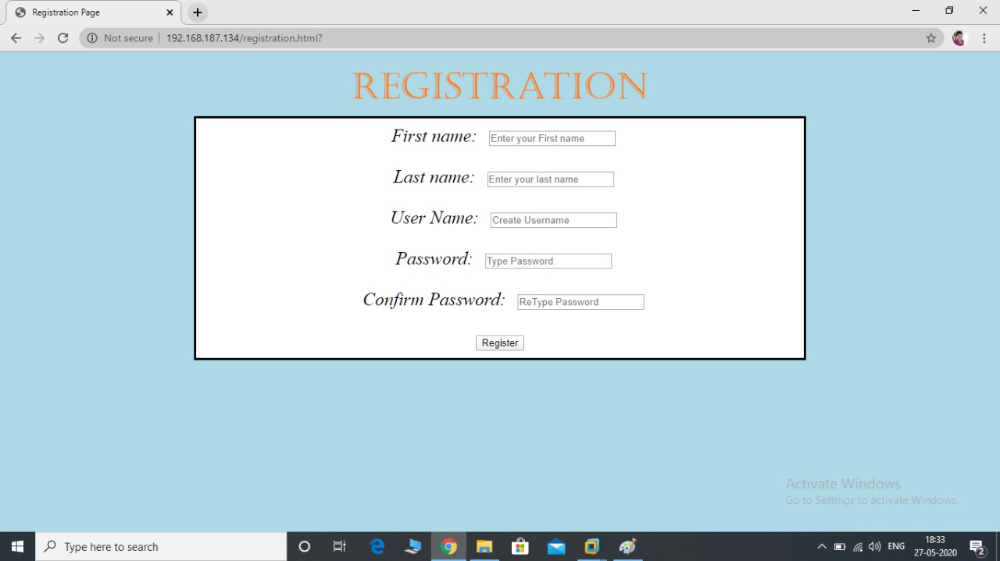 Registration Page
Not secure | 192.168.187.134/registration.html?
REGISTRATION
First name: Enter your First name
Last name: Enter your last name
User Name: Create Username
Password: Type Password
Confirm Password: ReType Password
Register
Activate Windows
Go to Settings to activate Windows.
Type here to search
ENG
18:33
27-05-2020
2